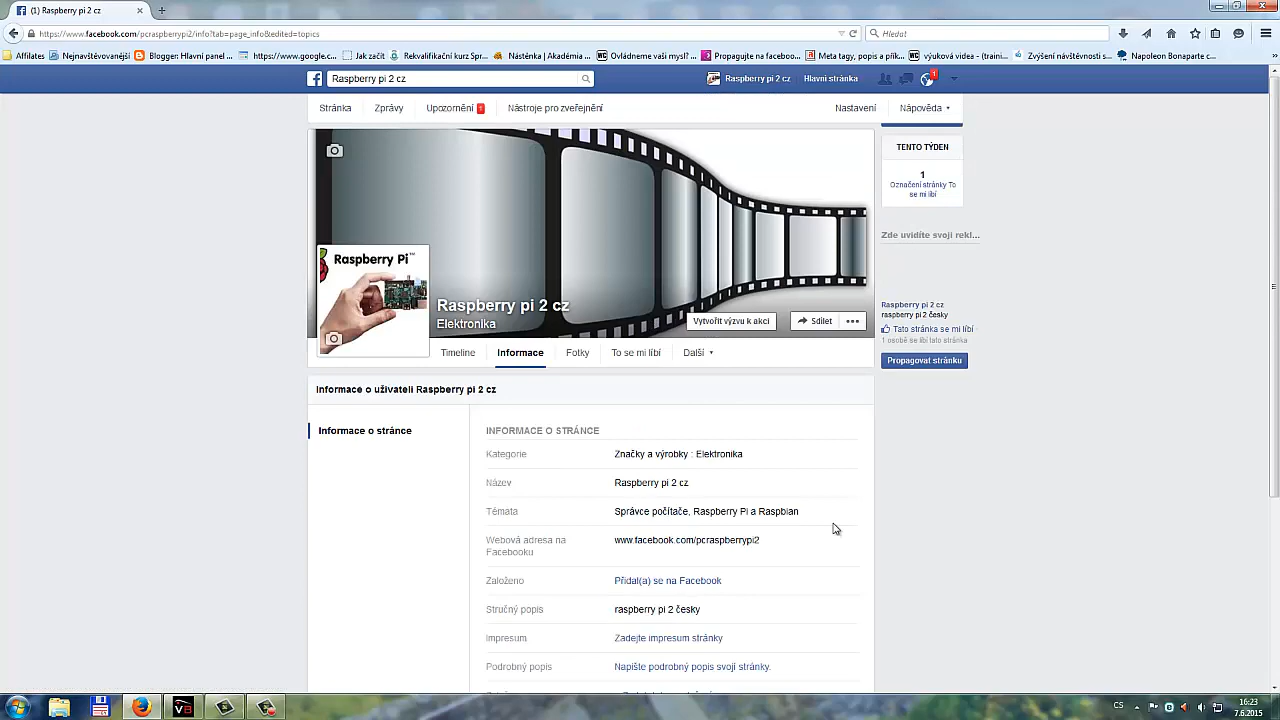 (1) Raspberry pi 2 cz
https://www.facebook.com/pcraspberrypi2/info?tab=page_info&edited=topics
Hledat
Affilates
Nejnavštěvovanější
Blogger: Hlavní panel ...
https://www.google.c...
Jak začít
Rekvalifikační kurz Spr...
Nástěnka | Akademia ...
Ovládneme vaši mysl?...
Propagujte na faceboo...
Meta tagy, popis a přík...
výuková videa - (traim...
Zvýšení návštěvnosti s...
Napoleon Bonaparte c...
Raspberry pi 2 cz
Raspberry pi 2 cz
Hlavní stránka
1
Stránka
Zprávy
Upozornění 1
Nástroje pro zveřejnění
Nastavení
Nápověda
TENTO TÝDEN
1
Označení stránky To
se mi líbí
Zde uvidíte svoji rekl...
Raspberry pi 2 cz
raspberry pi 2 česky
Tato stránka se mi líbí
1 osobě se líbí tato stránka
Propagovat stránku
Raspberry Pi™
Raspberry pi 2 cz
Elektronika
Vytvořit výzvu k akci
Sdílet
Timeline
Informace
Fotky
To se mi líbí
Další
Informace o uživateli Raspberry pi 2 cz
Informace o stránce
INFORMACE O STRÁNCE
Kategorie
Značky a výrobky : Elektronika
Název
Raspberry pi 2 cz
Témata
Správce počítače, Raspberry Pi a Raspbian
Webová adresa na
Facebooku
www.facebook.com/pcraspberrypi2
Založeno
Přidal(a) se na Facebook
Stručný popis
raspberry pi 2 česky
Impresum
Zadejte impresum stránky
Podrobný popis
Napište podrobný popis svojí stránky.
CS
16:23
7.6.2015